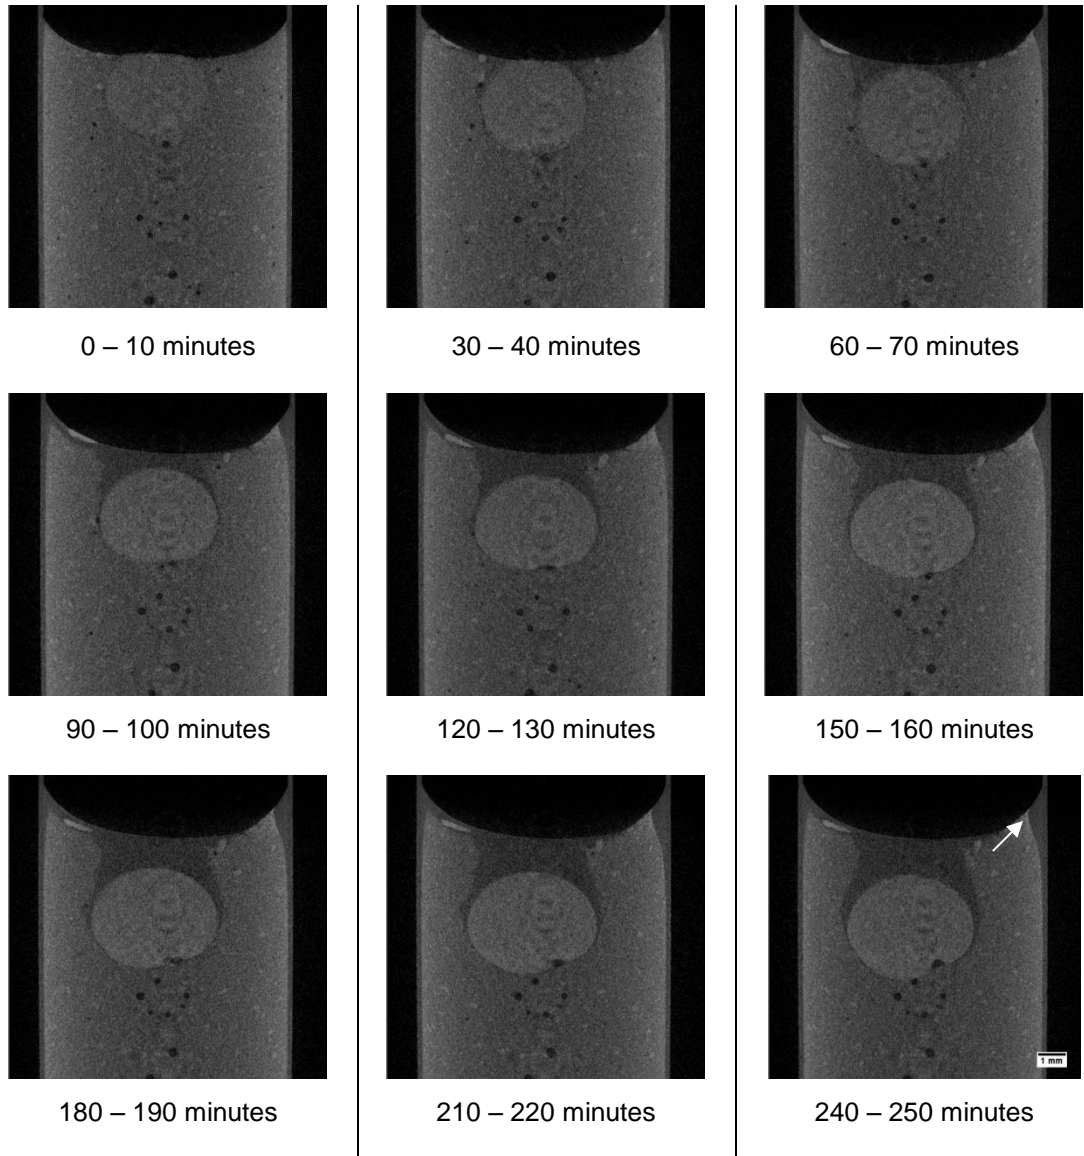 0 – 10 minutes
30 – 40 minutes
60 – 70 minutes
90 – 100 minutes
120 – 130 minutes
150 – 160 minutes
1 mm
180 – 190 minutes
210 – 220 minutes
240 – 250 minutes